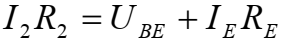 I₂R₂ = U_BE + I_E R_E